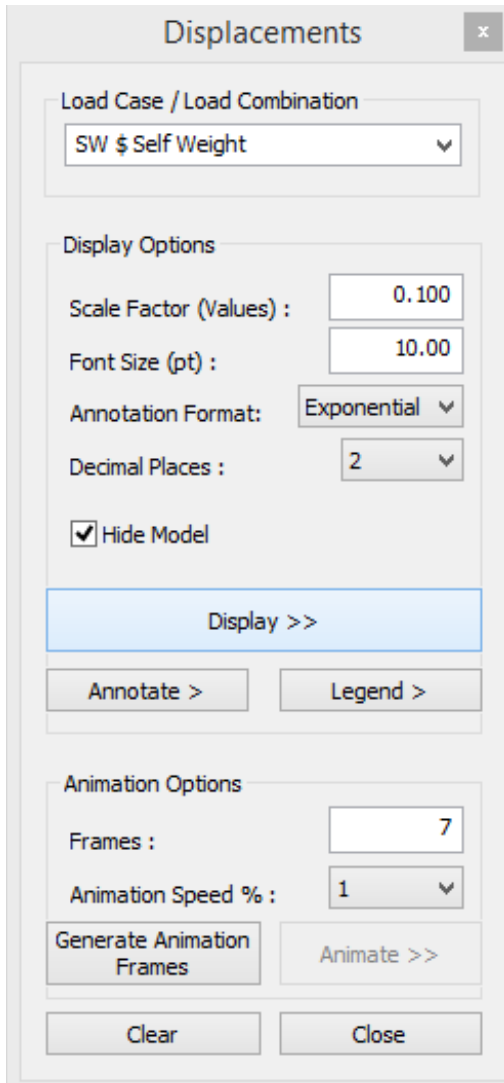 Displacements
x
Load Case / Load Combination
SW $ Self Weight
Display Options
Scale Factor (Values) : 0.100
Font Size (pt) : 10.00
Annotation Format: Exponential
Decimal Places : 2
Hide Model
Display >>
Annotate > Legend >
Animation Options
Frames : 7
Animation Speed % : 1
Generate Animation
Frames
Animate >>
Clear Close